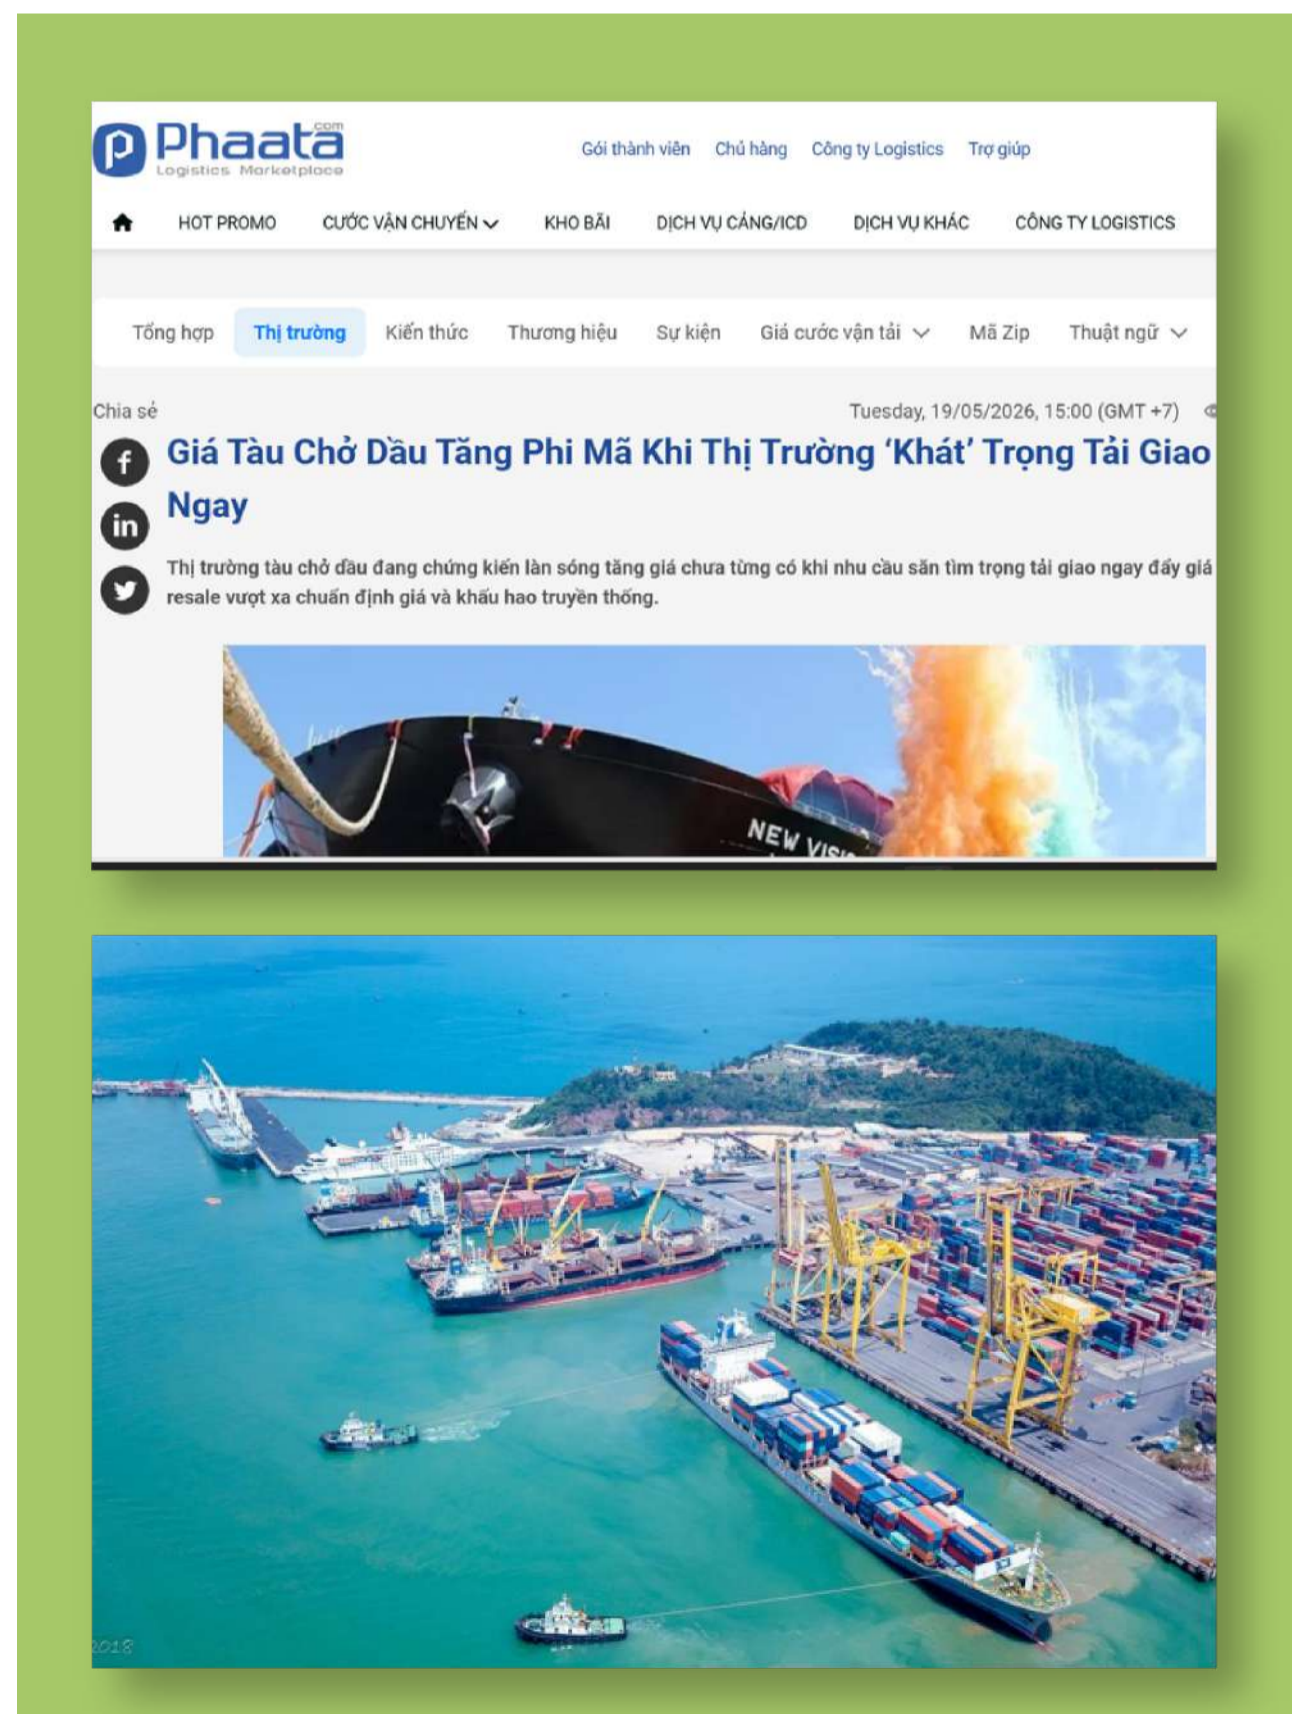 Phaata
.com
Logistics Marketplace
Gói thành viên Chủ hàng Công ty Logistics Trợ giúp
HOT PROMO CƯỚC VẬN CHUYỂN KHO BÃI DỊCH VỤ CẢNG/ICD DỊCH VỤ KHÁC CÔNG TY LOGISTICS
Tổng hợp Thị trường Kiến thức Thương hiệu Sự kiện Giá cước vận tải Mã Zip Thuật ngữ
Chia sẻ Tuesday, 19/05/2026, 15:00 (GMT +7)
Giá Tàu Chở Dầu Tăng Phi Mã Khi Thị Trường ‘Khát’ Trọng Tải Giao
Ngay
Thị trường tàu chở dầu đang chứng kiến làn sóng tăng giá chưa từng có khi nhu cầu săn tìm trọng tải giao ngay đẩy giá
resale vượt xa chuẩn định giá và khấu hao truyền thống.
NEW
2018